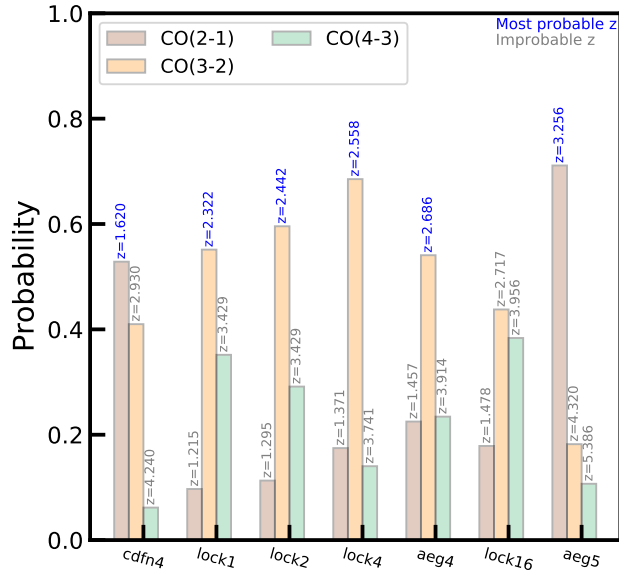 Most probable z
Improbable z
CO(2-1)
CO(3-2)
CO(4-3)
Probability
1.0
0.8
0.6
0.4
0.2
0.0
z=1.620
z=2.930
z=4.240
z=1.215
z=2.322
z=3.429
z=1.295
z=2.442
z=3.429
z=1.371
z=2.558
z=3.741
z=1.457
z=2.686
z=3.914
z=1.478
z=2.717
z=3.956
z=3.256
z=4.320
z=5.386
cdfn4
lock1
lock2
lock4
aeg4
lock16
aeg5